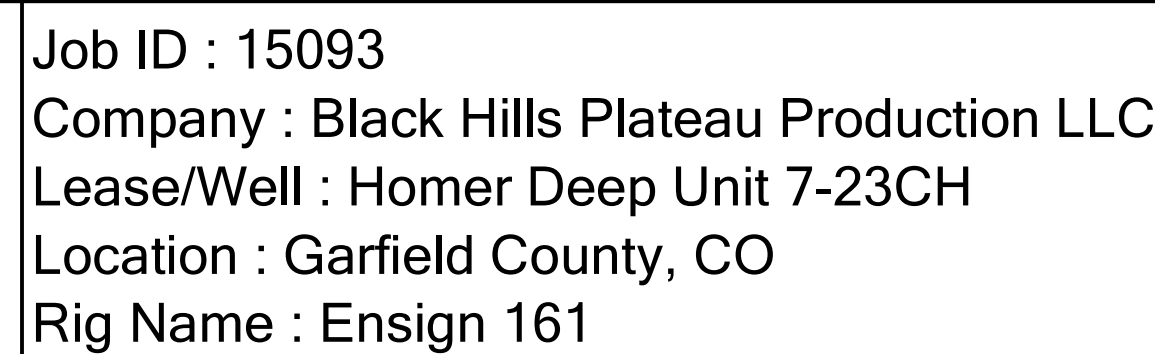 Job ID : 15093
Company : Black Hills Plateau Production LLC
Lease/Well : Homer Deep Unit 7-23CH
Location : Garfield County, CO
Rig Name : Ensign 161